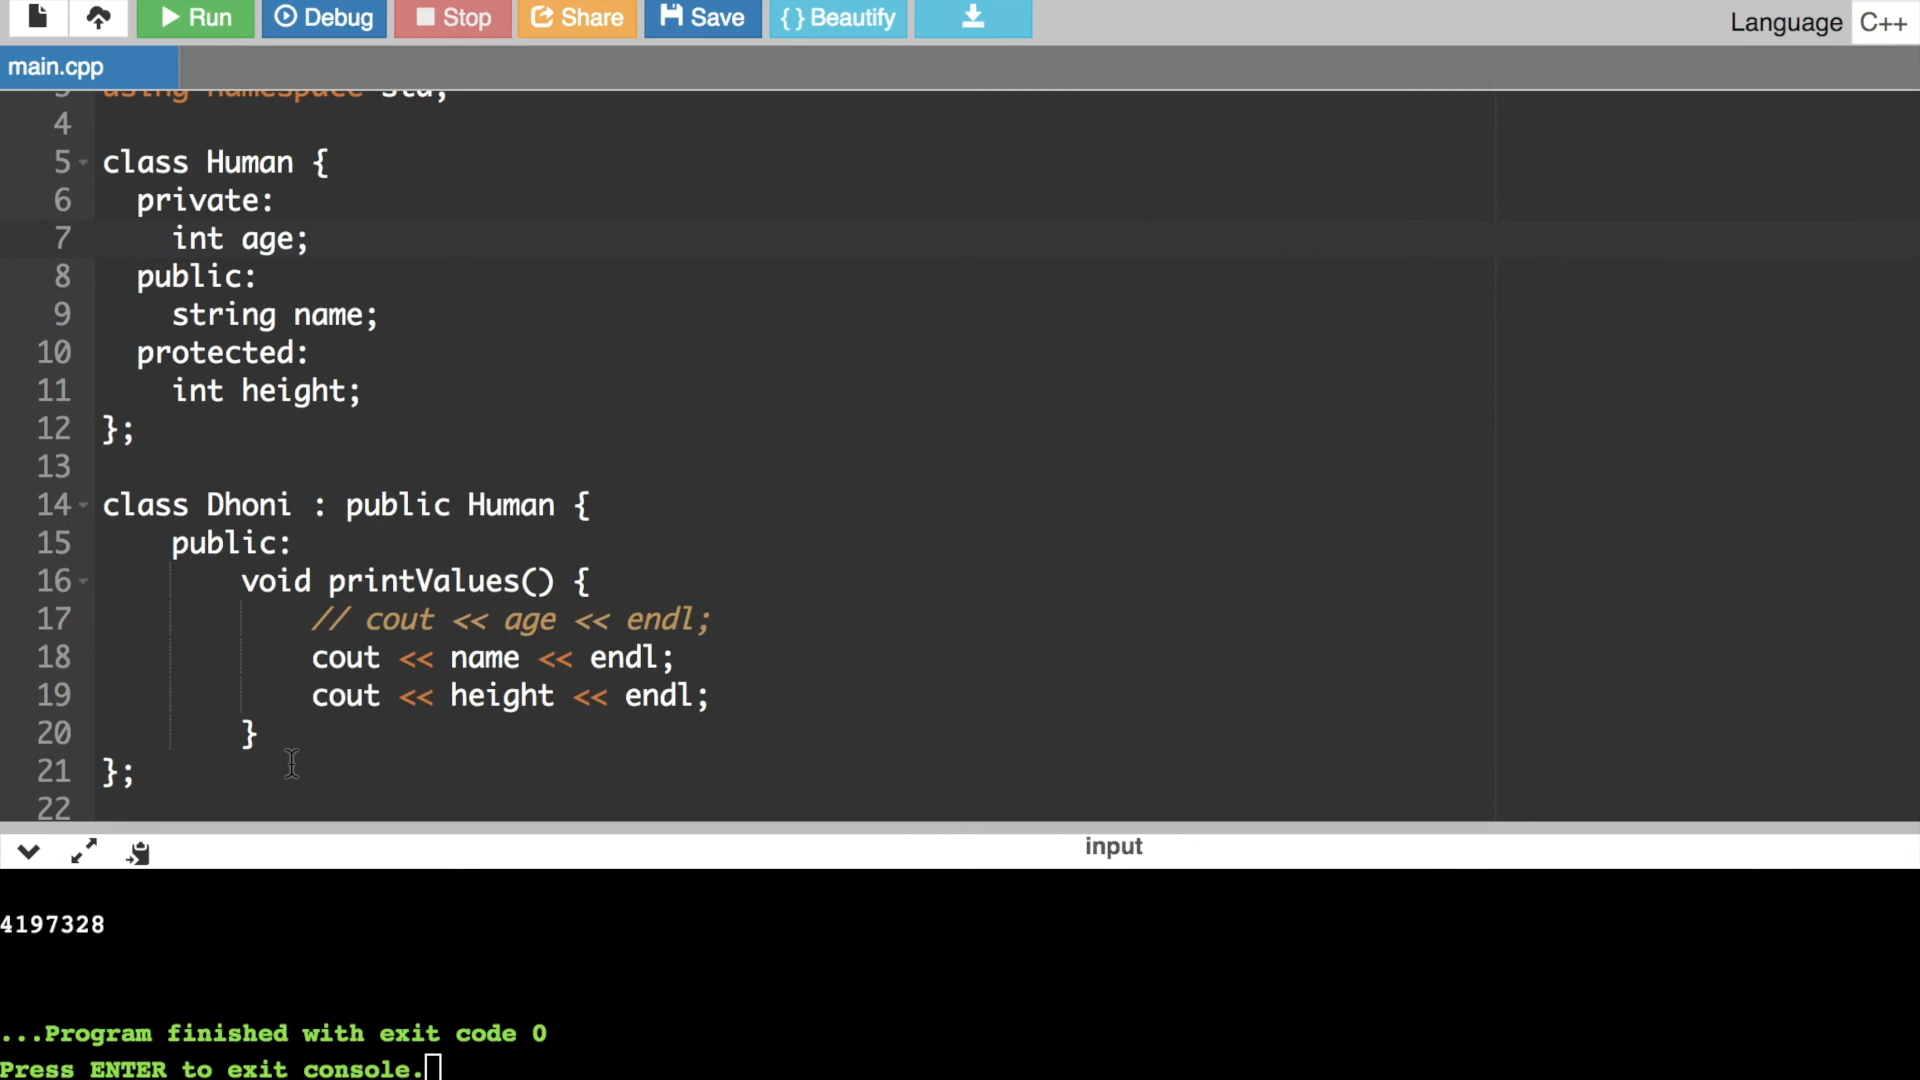 Run Debug Stop Share Save { } Beautify Language C++
main.cpp
3 using namespace std;
4
5 class Human {
6 private:
7 int age;
8 public:
9 string name;
10 protected:
11 int height;
12 };
13
14 class Dhoni : public Human {
15 public:
16 void printValues() {
17 // cout << age << endl;
18 cout << name << endl;
19 cout << height << endl;
20 }
21 };
22
input
4197328
...Program finished with exit code 0
Press ENTER to exit console.